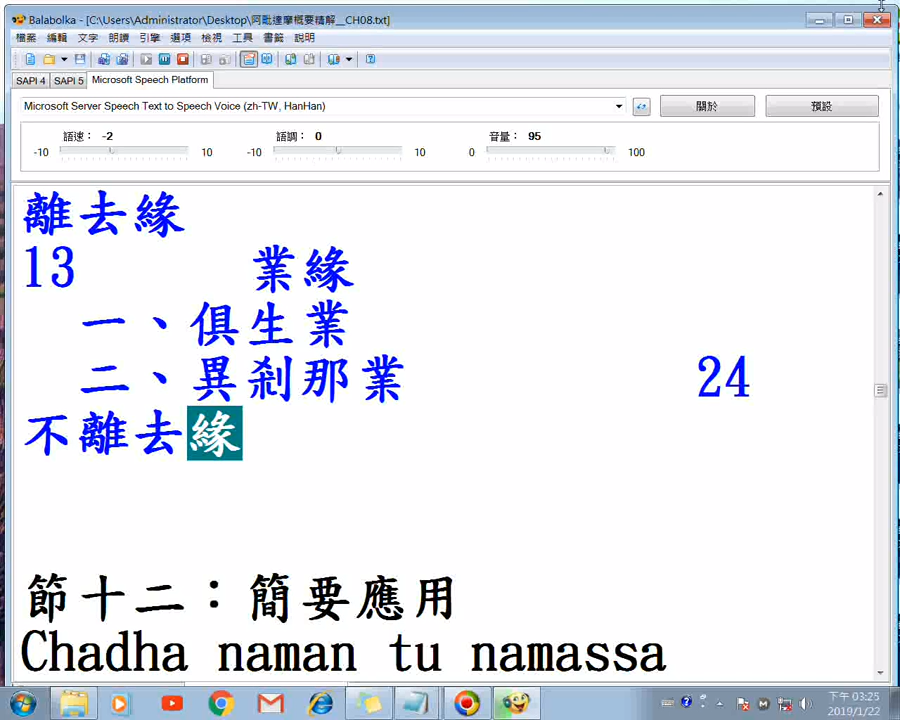 Balabolka - [C:\Users\Administrator\Desktop\阿毗達摩概要精解__CH08.txt]
檔案 編輯 文字 朗讀 引擎 選項 檢視 工具 書籤 說明
SAPI 4 SAPI 5 Microsoft Speech Platform
Microsoft Server Speech Text to Speech Voice (zh-TW, HanHan) 關於 預設
語速： -2 語調： 0 音量： 95
-10 10 -10 10 0 100
離去緣
13 業緣
一、俱生業
二、異剎那業 24
不離去緣
節十二：簡要應用
Chadha naman tu namassa
下午 03:25
2019/1/22